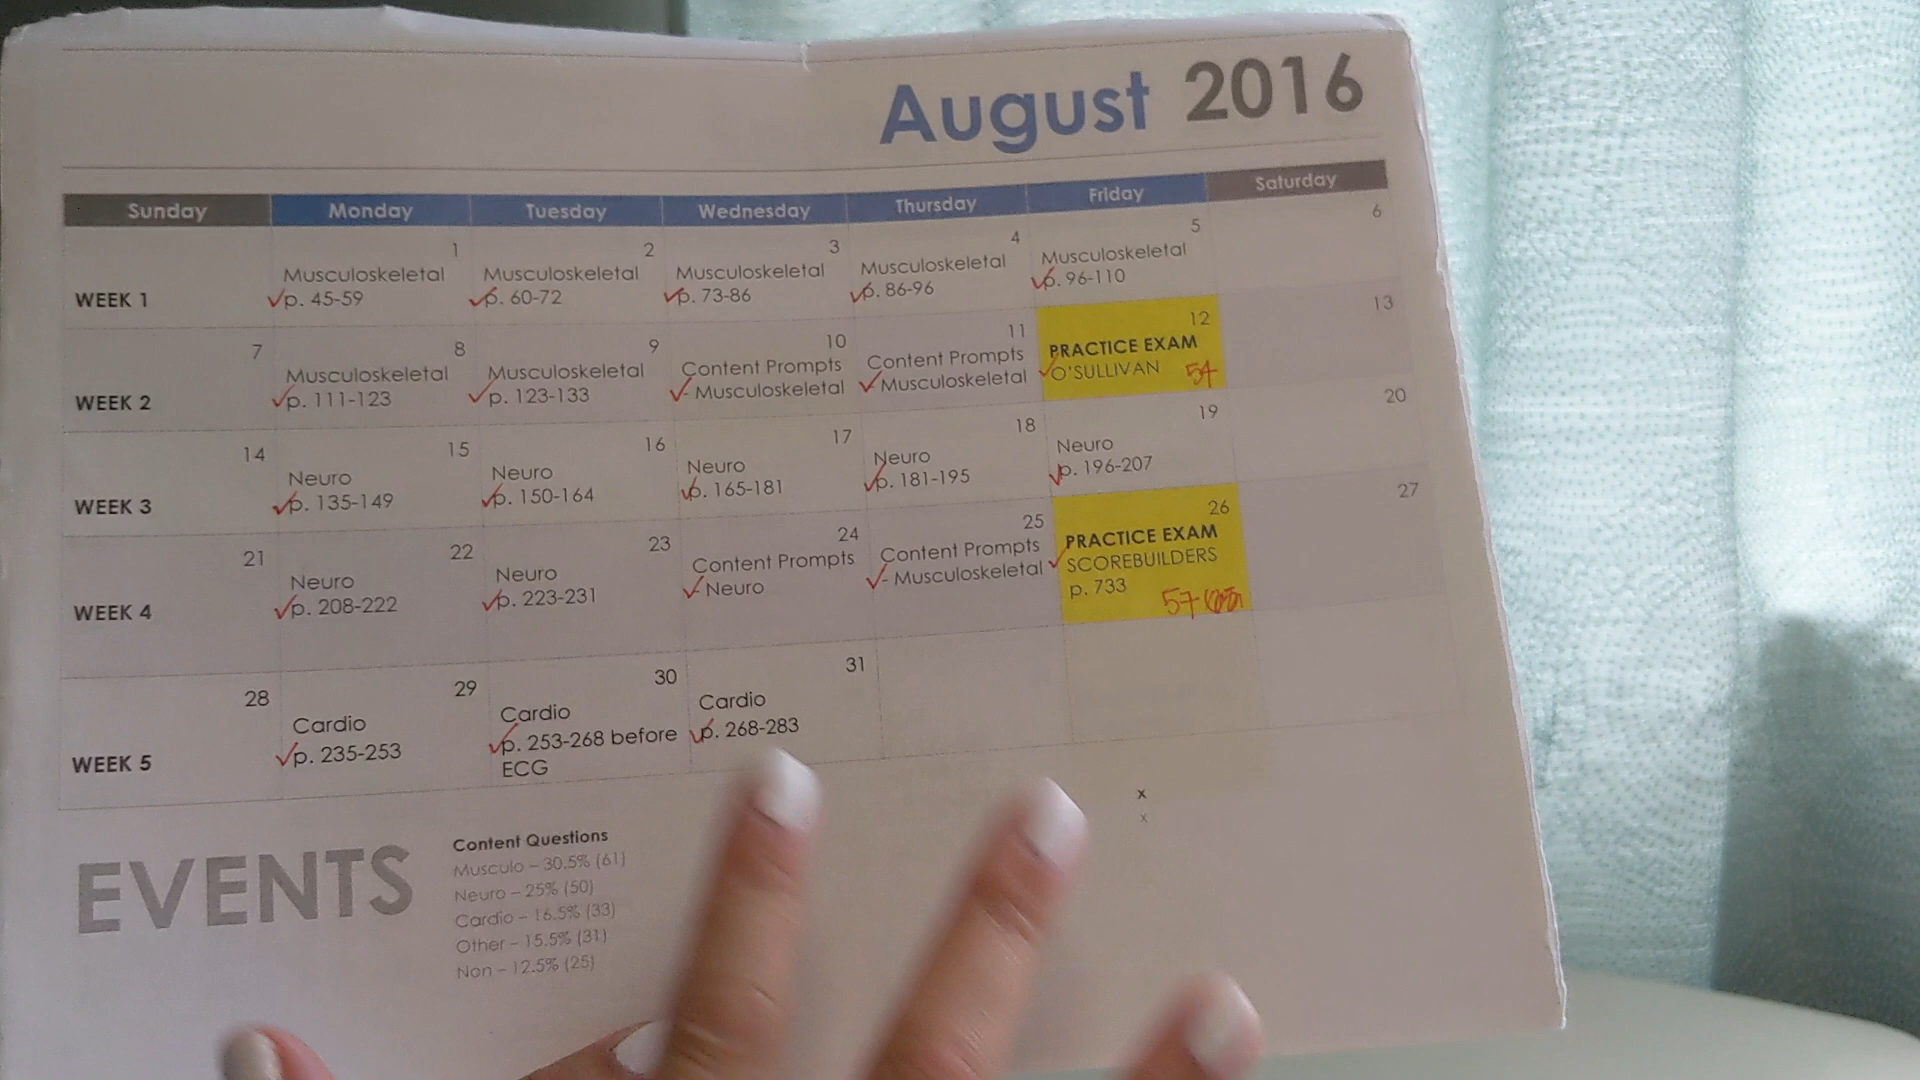 August 2016
Sunday Monday Tuesday Wednesday Thursday Friday Saturday
WEEK 1
1
Musculoskeletal
✓p. 45-59
2
Musculoskeletal
✓p. 60-72
3
Musculoskeletal
✓p. 73-86
4
Musculoskeletal
✓p. 86-96
5
Musculoskeletal
✓p. 96-110
6
WEEK 2
7
8
Musculoskeletal
✓p. 111-123
9
Musculoskeletal
✓p. 123-133
10
Content Prompts
✓- Musculoskeletal
11
Content Prompts
✓Musculoskeletal
12
PRACTICE EXAM
✓O'SULLIVAN 54
13
WEEK 3
14
15
Neuro
✓p. 135-149
16
Neuro
✓p. 150-164
17
Neuro
✓p. 165-181
18
Neuro
✓p. 181-195
19
Neuro
✓p. 196-207
20
WEEK 4
21
22
Neuro
✓p. 208-222
23
Neuro
✓p. 223-231
24
Content Prompts
✓- Neuro
25
Content Prompts
✓- Musculoskeletal
26
PRACTICE EXAM
✓SCOREBUILDERS
p. 733
57
27
WEEK 5
28
29
Cardio
✓p. 235-253
30
Cardio
✓p. 253-268 before
ECG
31
Cardio
✓p. 268-283
x
x
EVENTS
Content Questions
Musculo – 30.5% (61)
Neuro – 25% (50)
Cardio – 16.5% (33)
Other – 15.5% (31)
Non – 12.5% (25)